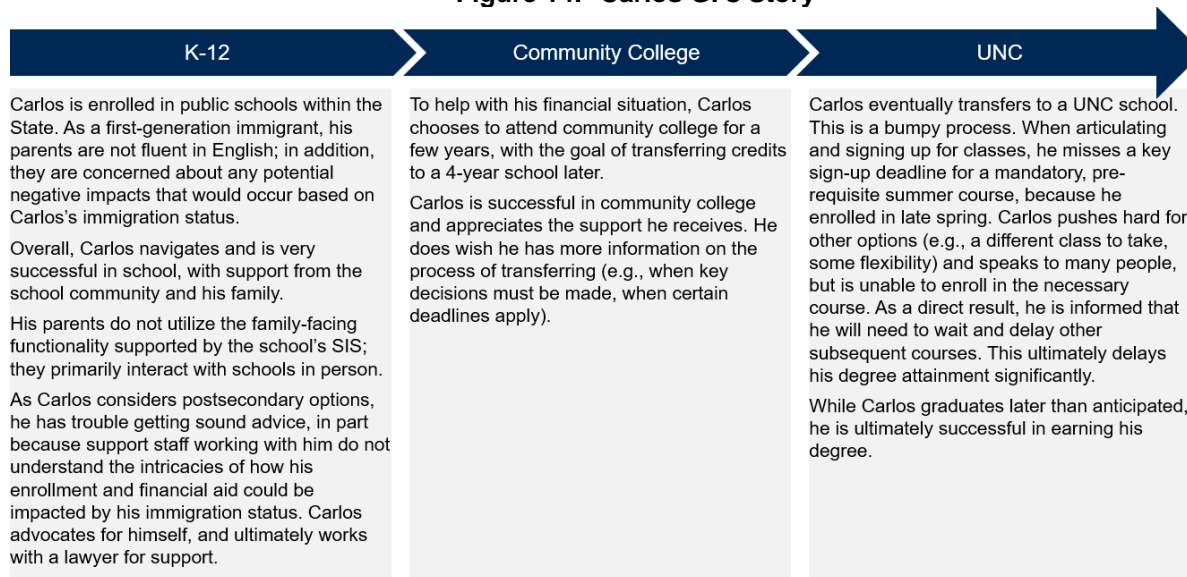 K-12
Community College
UNC
Carlos is enrolled in public schools within the
State. As a first-generation immigrant, his
parents are not fluent in English; in addition,
they are concerned about any potential
negative impacts that would occur based on
Carlos's immigration status.
Overall, Carlos navigates and is very
successful in school, with support from the
school community and his family.
His parents do not utilize the family-facing
functionality supported by the school's SIS;
they primarily interact with schools in person.
As Carlos considers postsecondary options,
he has trouble getting sound advice, in part
because support staff working with him do not
understand the intricacies of how his
enrollment and financial aid could be
impacted by his immigration status. Carlos
advocates for himself, and ultimately works
with a lawyer for support.
To help with his financial situation, Carlos
chooses to attend community college for a
few years, with the goal of transferring credits
to a 4-year school later.
Carlos is successful in community college
and appreciates the support he receives. He
does wish he has more information on the
process of transferring (e.g., when key
decisions must be made, when certain
deadlines apply).
Carlos eventually transfers to a UNC school.
This is a bumpy process. When articulating
and signing up for classes, he misses a key
sign-up deadline for a mandatory, pre-
requisite summer course, because he
enrolled in late spring. Carlos pushes hard for
other options (e.g., a different class to take,
some flexibility) and speaks to many people,
but is unable to enroll in the necessary
course. As a direct result, he is informed that
he will need to wait and delay other
subsequent courses. This ultimately delays
his degree attainment significantly.
While Carlos graduates later than anticipated,
he is ultimately successful in earning his
degree.